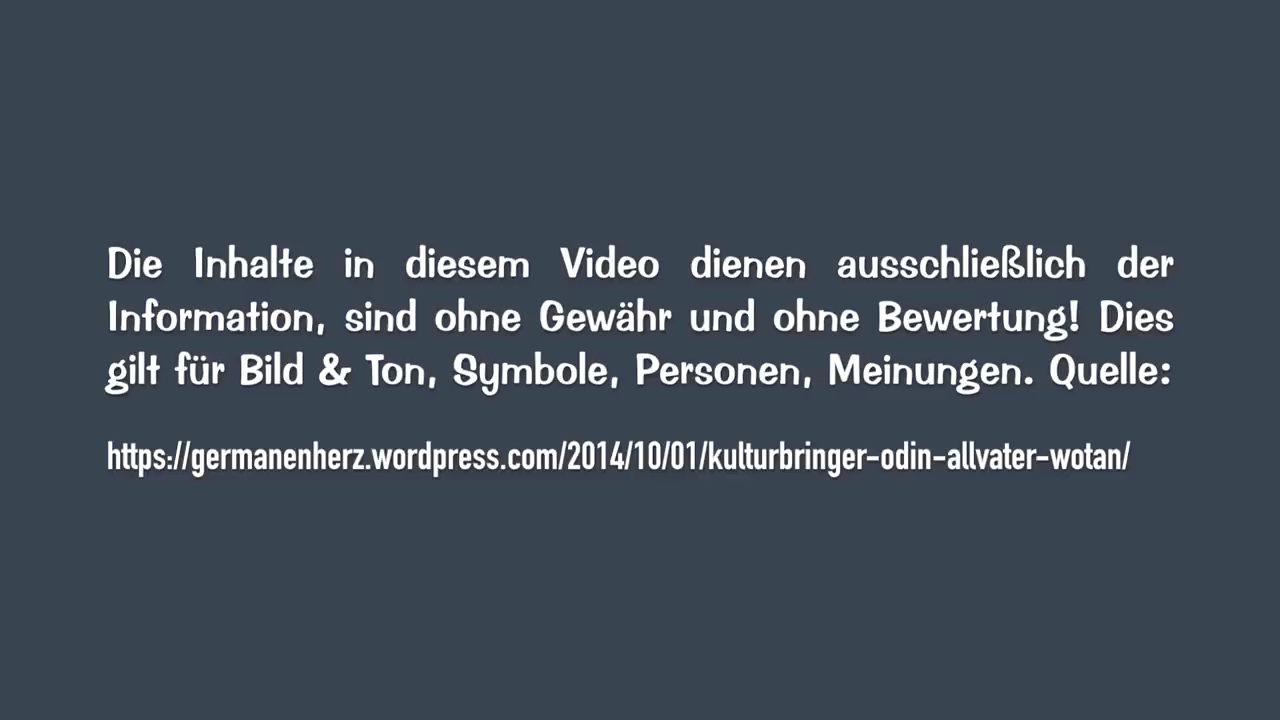 Die Inhalte in diesem Video dienen ausschließlich der
Information, sind ohne Gewähr und ohne Bewertung! Dies
gilt für Bild & Ton, Symbole, Personen, Meinungen. Quelle:
https://germanenherz.wordpress.com/2014/10/01/kulturbringer-odin-allvater-wotan/